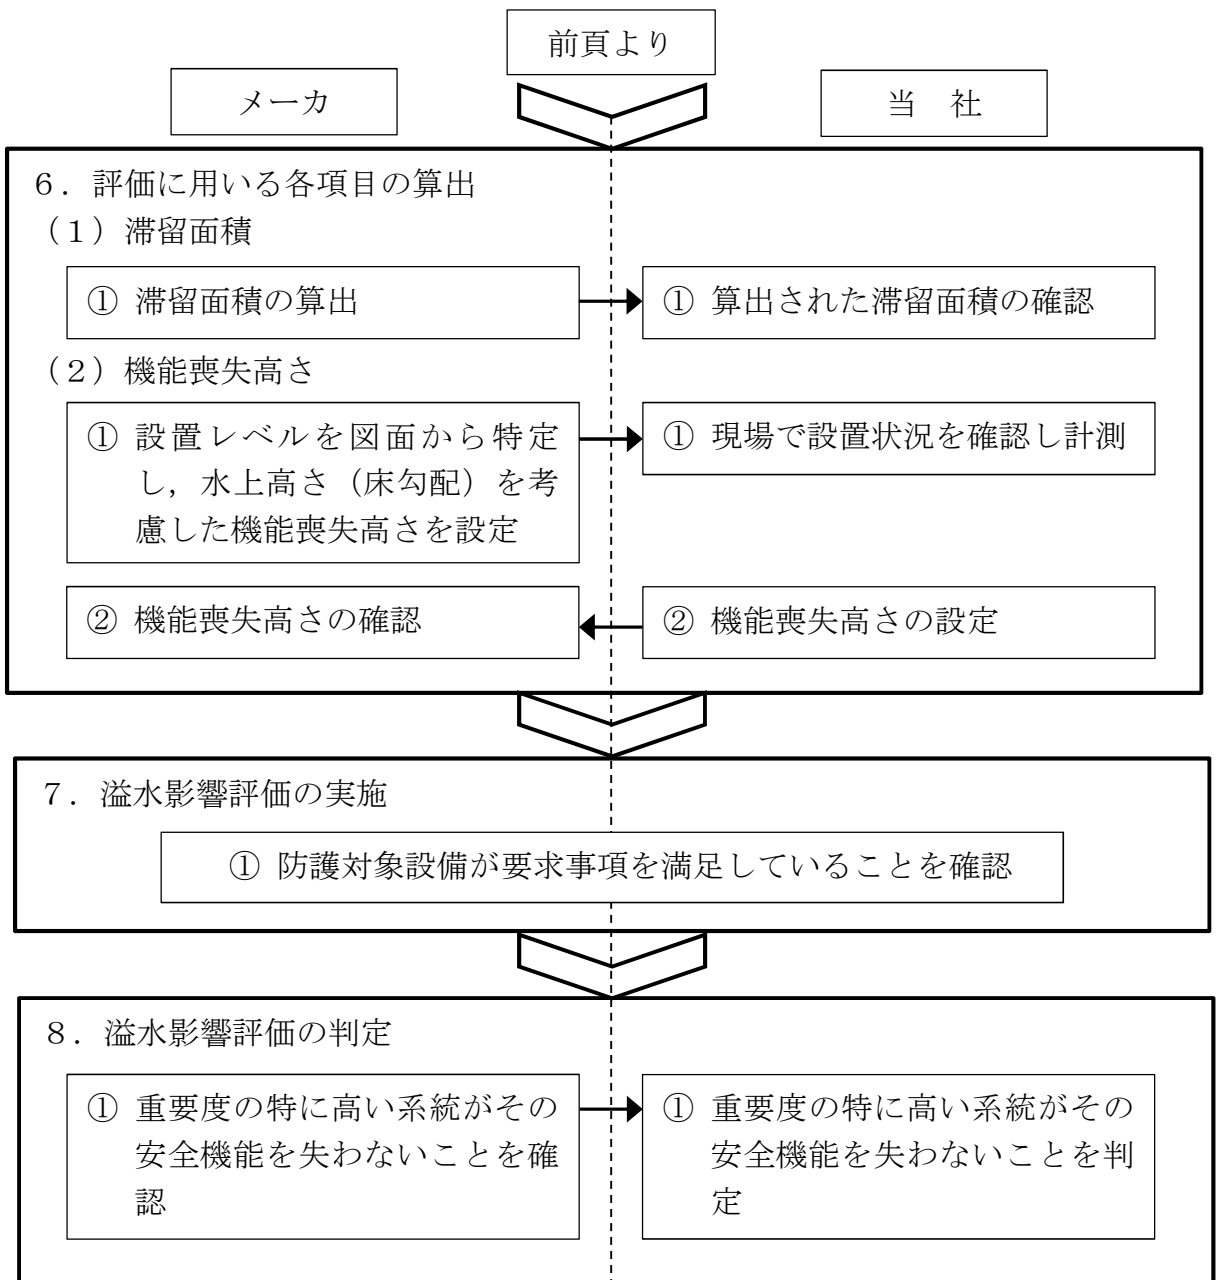 前頁より
メーカ
当　社
６．評価に用いる各項目の算出
（１）滞留面積
① 滞留面積の算出
① 算出された滞留面積の確認
（２）機能喪失高さ
① 設置レベルを図面から特定
し，水上高さ（床勾配）を考
慮した機能喪失高さを設定
① 現場で設置状況を確認し計測
② 機能喪失高さの確認
② 機能喪失高さの設定
７．溢水影響評価の実施
① 防護対象設備が要求事項を満足していることを確認
８．溢水影響評価の判定
① 重要度の特に高い系統がその
安全機能を失わないことを確
認
① 重要度の特に高い系統がその
安全機能を失わないことを判
定